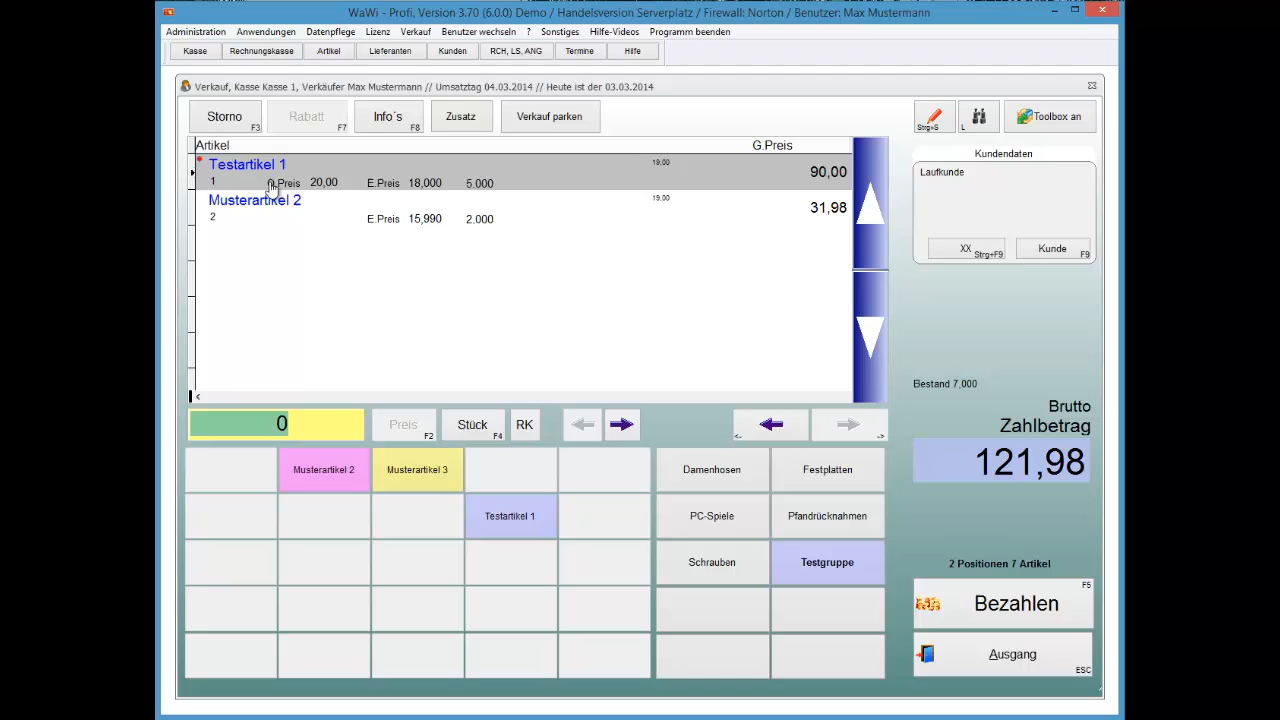 WaWi - Profi, Version 3.70 (6.0.0) Demo / Handelsversion Serverplatz / Firewall: Norton / Benutzer: Max Mustermann
Administration Anwendungen Datenpflege Lizenz Verkauf Benutzer wechseln ? Sonstiges Hilfe-Videos Programm beenden
Kasse Rechnungskasse Artikel Lieferanten Kunden RCH, LS, ANG Termine Hilfe
Verkauf, Kasse Kasse 1, Verkäufer Max Mustermann // Umsatztag 04.03.2014 // Heute ist der 03.03.2014
Storno F3 Rabatt F7 Info´s F8 Zusatz Verkauf parken Strg+S L Toolbox an
Artikel G.Preis
Testartikel 1 19,00 90,00
1 Preis 20,00 E.Preis 18,000 5.000
Musterartikel 2 19,00 31,98
2 E.Preis 15,990 2.000
Kundendaten
Laufkunde
XX Strg+F9 Kunde F9
Bestand 7,000
Brutto
Zahlbetrag
121,98
0 Preis F2 Stück F4 RK <- ->
Musterartikel 2 Musterartikel 3 Damenhosen Festplatten
Testartikel 1 PC-Spiele Pfandrücknahmen
Schrauben Testgruppe
2 Positionen 7 Artikel
Bezahlen F5
Ausgang ESC